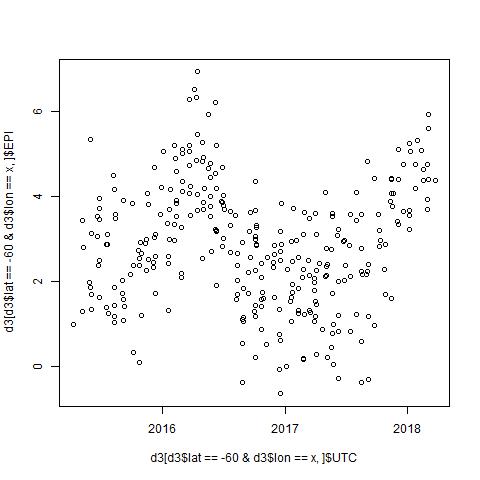 d3[d3$lat == -60 & d3$lon == x, ]$EPI
6
4
2
0
2016 2017 2018
d3[d3$lat == -60 & d3$lon == x, ]$UTC